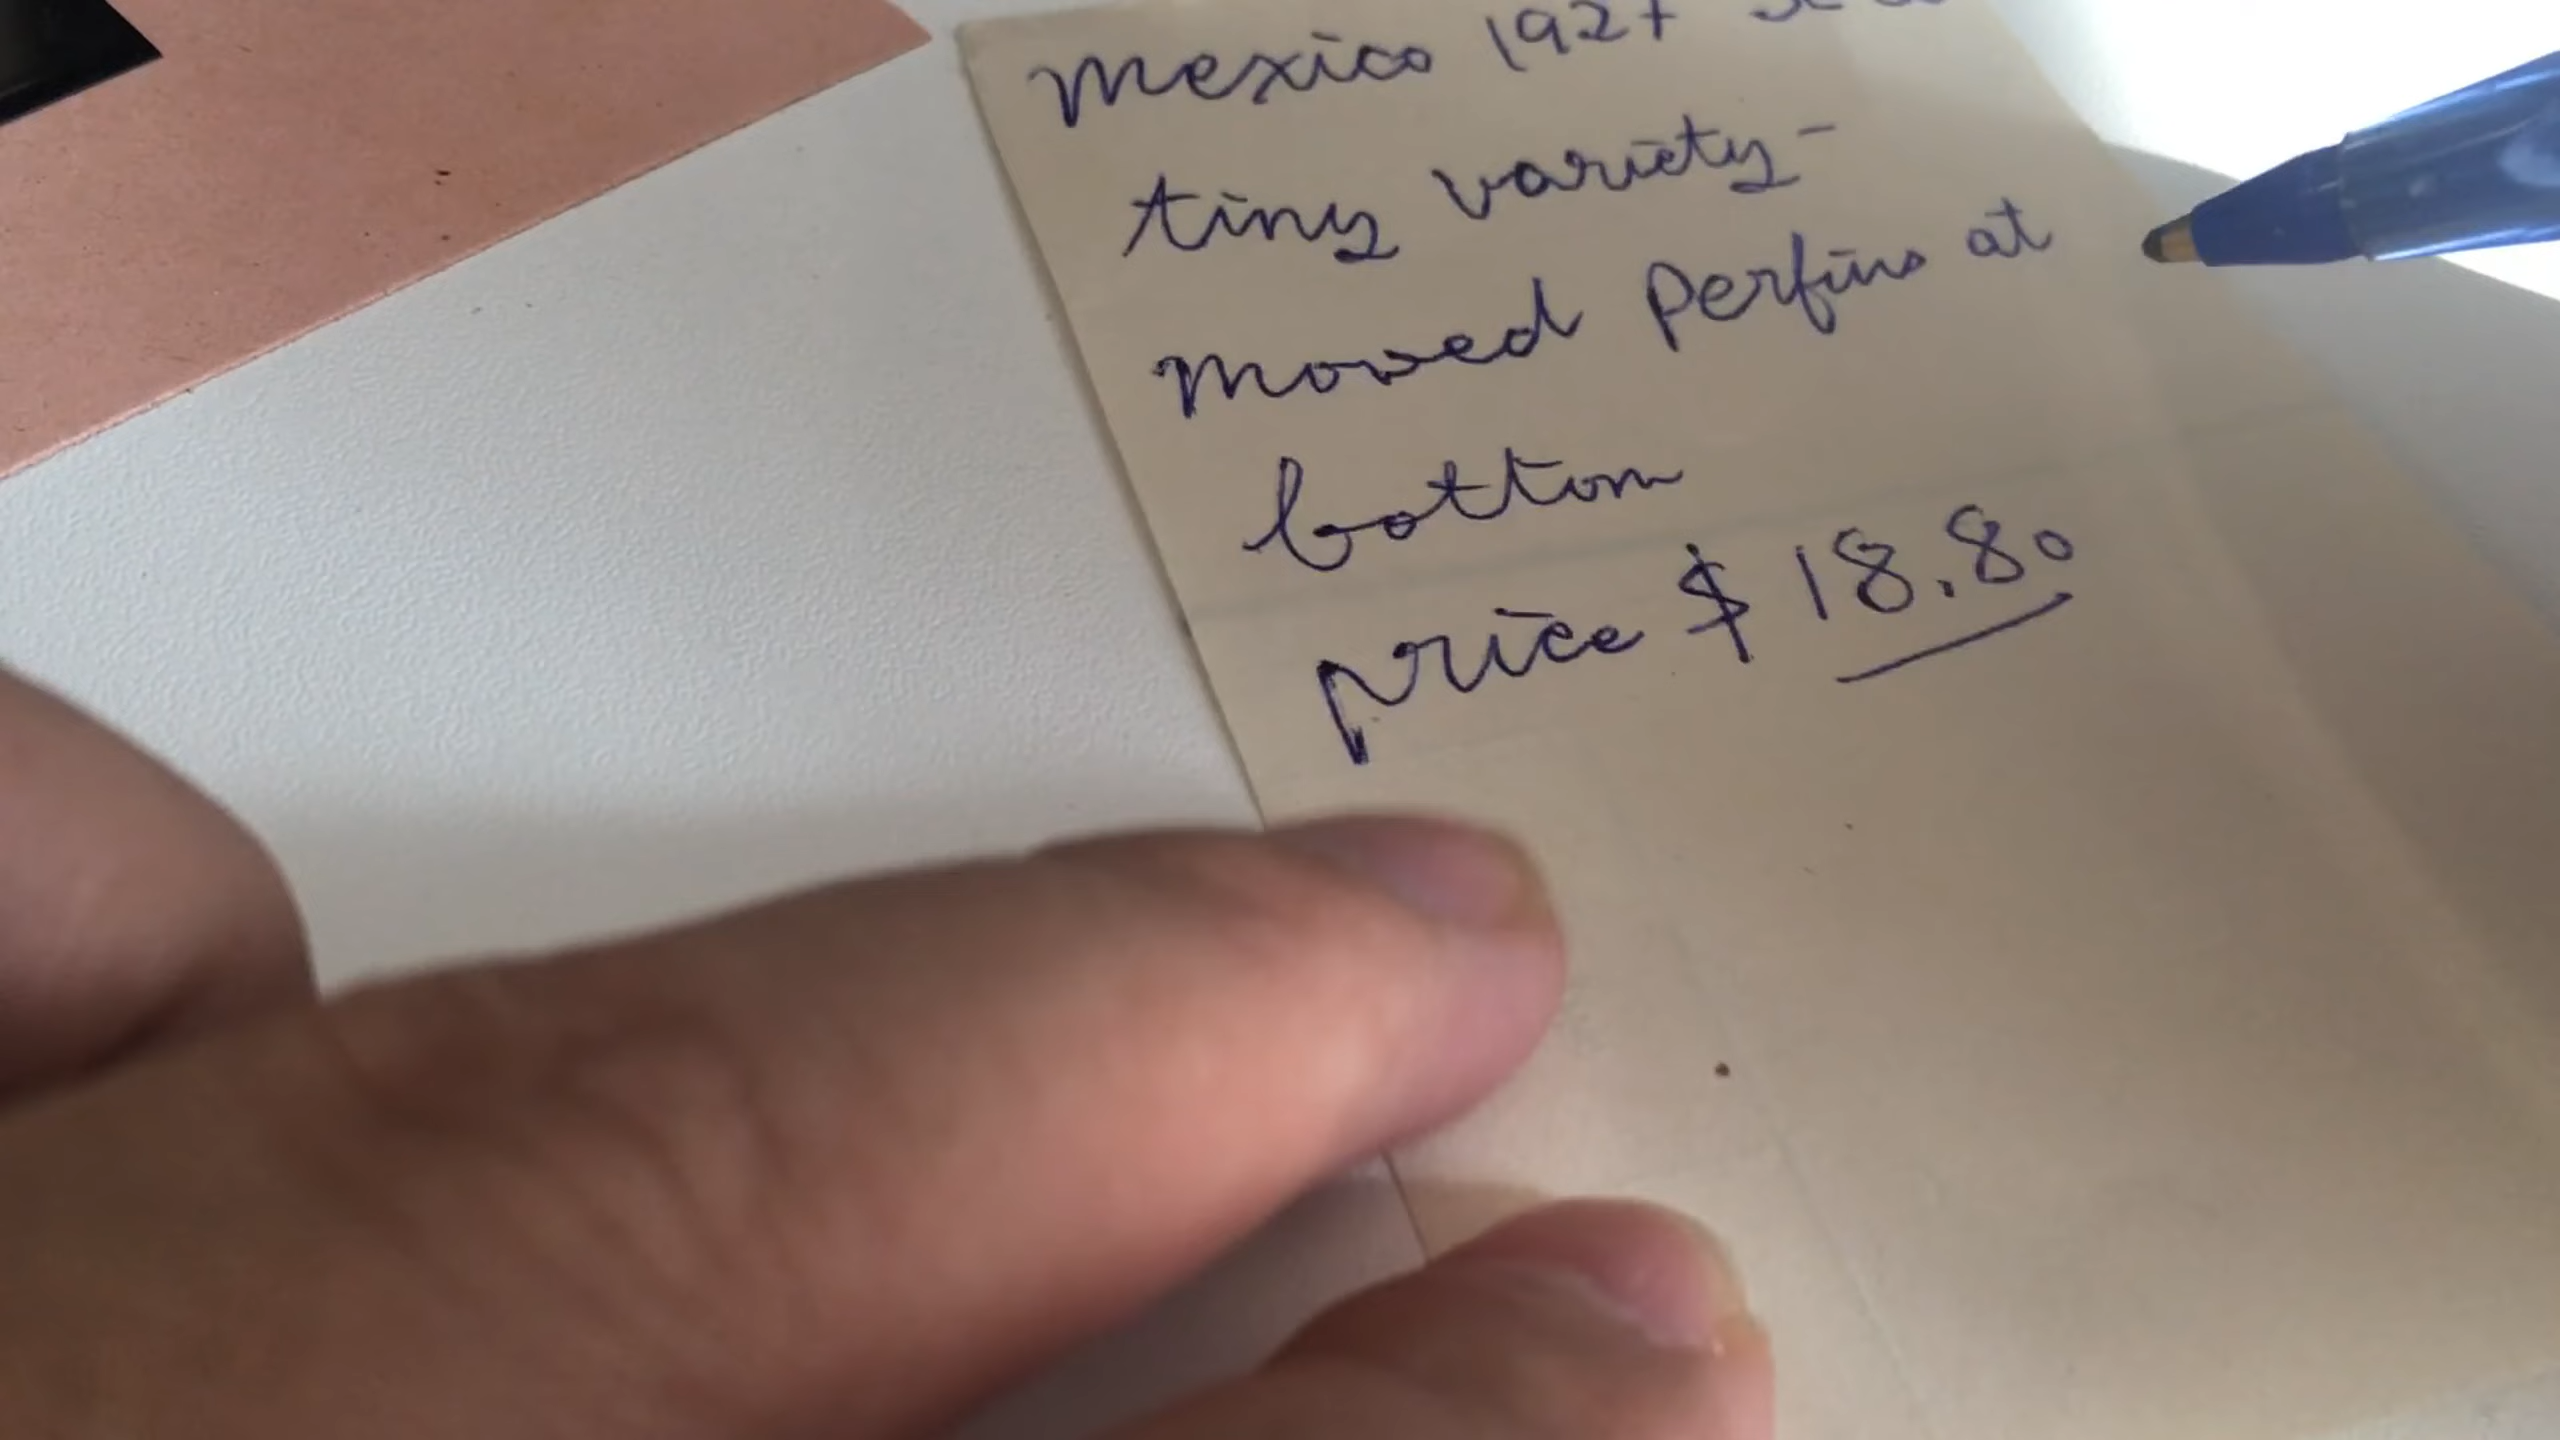 Mexico 1927
tiny variety -
Moved Perfins at
bottom
price $ 18.80